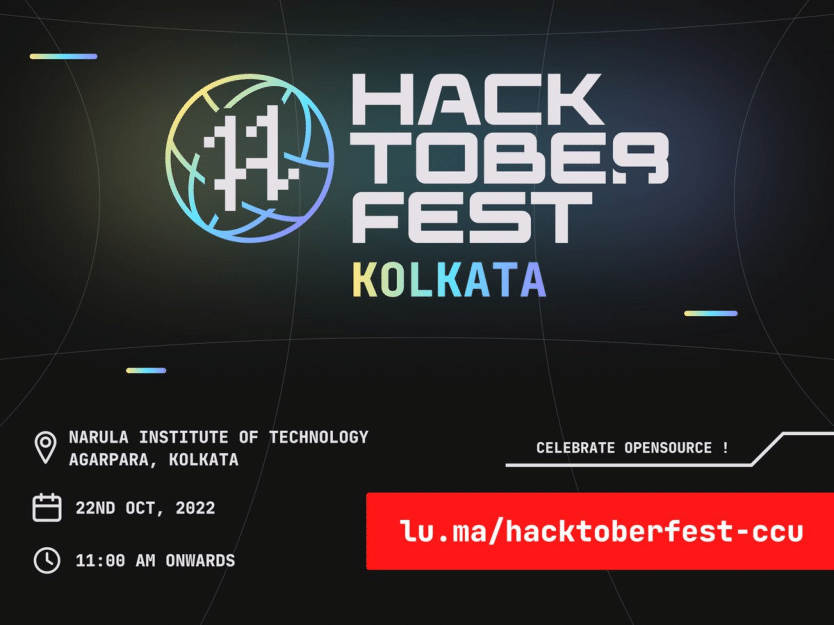 HACK
TOBER
FEST
KOLKATA
NARULA INSTITUTE OF TECHNOLOGY
AGARPARA, KOLKATA
CELEBRATE OPENSOURCE !
22ND OCT, 2022
lu.ma/hacktoberfest-ccu
11:00 AM ONWARDS